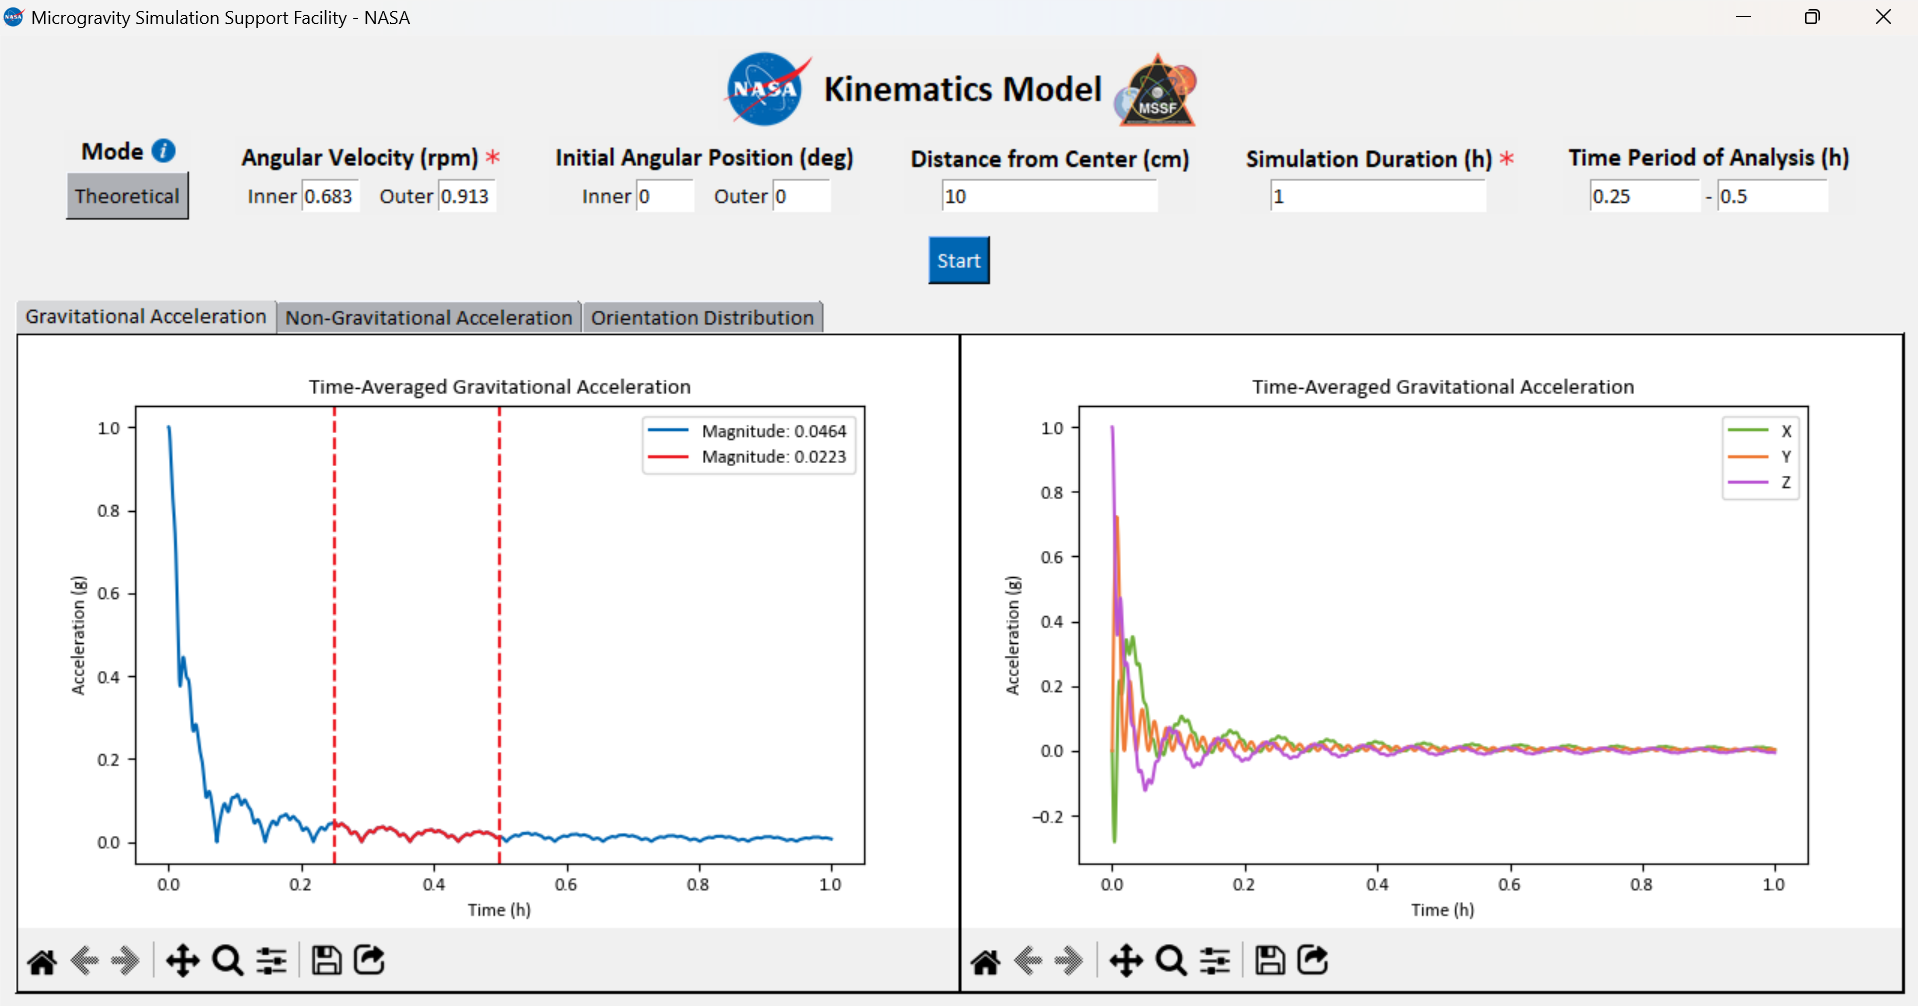 Microgravity Simulation Support Facility - NASA
NASA Kinematics Model MSSF
Mode i Angular Velocity (rpm) * Initial Angular Position (deg) Distance from Center (cm) Simulation Duration (h) * Time Period of Analysis (h)
Theoretical Inner 0.683 Outer 0.913 Inner 0 Outer 0 10 1 0.25 - 0.5
Start
Gravitational Acceleration Non-Gravitational Acceleration Orientation Distribution
Time-Averaged Gravitational Acceleration
Magnitude: 0.0464
Magnitude: 0.0223
Acceleration (g)
1.0
0.8
0.6
0.4
0.2
0.0
0.0 0.2 0.4 0.6 0.8 1.0
Time (h)
Time-Averaged Gravitational Acceleration
X
Y
Z
Acceleration (g)
1.0
0.8
0.6
0.4
0.2
0.0
−0.2
0.0 0.2 0.4 0.6 0.8 1.0
Time (h)